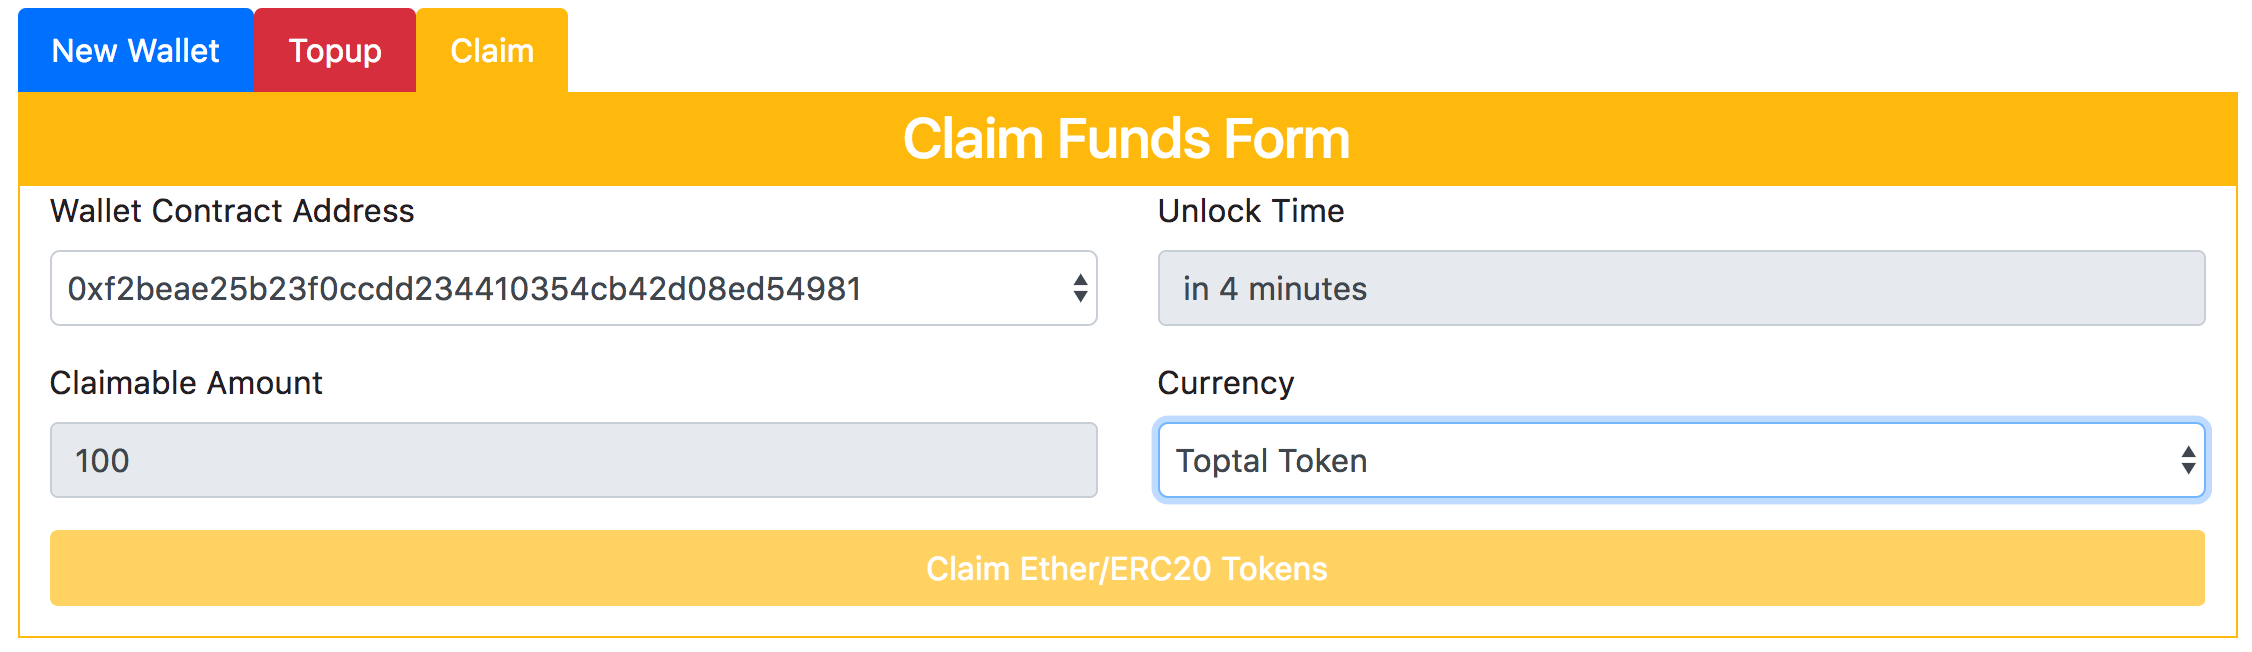 New Wallet Topup Claim
Claim Funds Form
Wallet Contract Address Unlock Time
0xf2beae25b23f0ccdd234410354cb42d08ed54981 in 4 minutes
Claimable Amount Currency
100 Toptal Token
Claim Ether/ERC20 Tokens